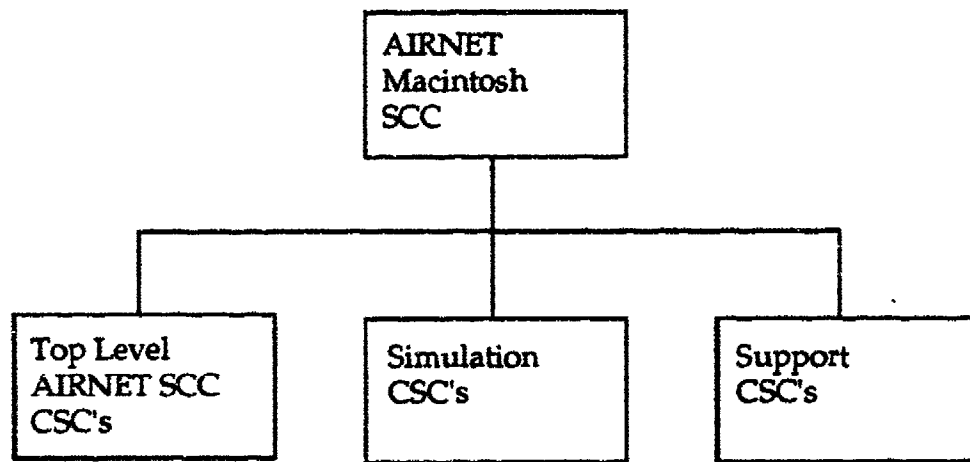 AIRNET
Macintosh
SCC
Top Level
AIRNET SCC
CSC's
Simulation
CSC's
Support
CSC's